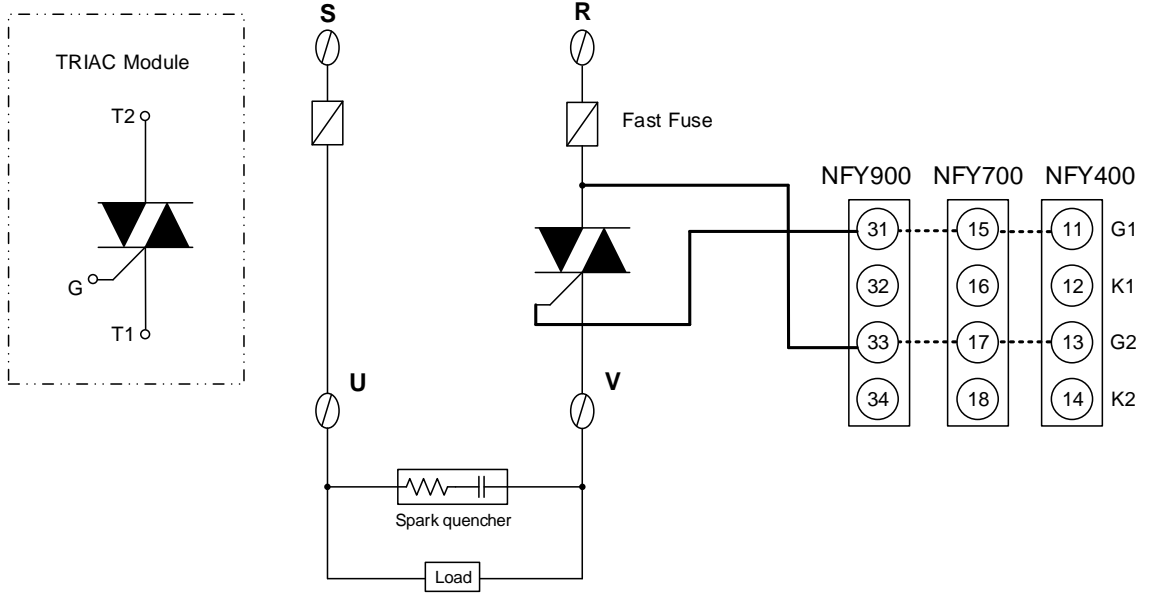 S R
TRIAC Module
T2
G
T1
Fast Fuse
NFY900 NFY700 NFY400
31 15 11 G1
32 16 12 K1
33 17 13 G2
34 18 14 K2
U V
Spark quencher
Load